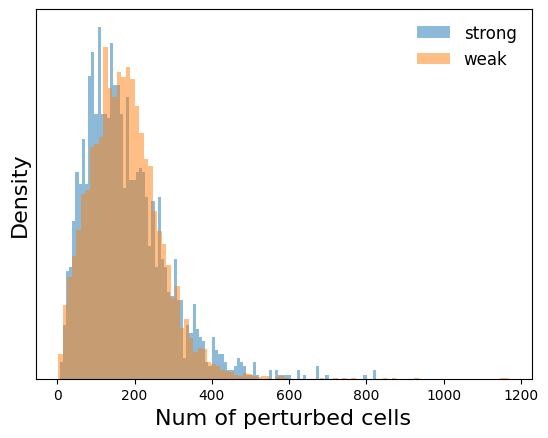 strong
weak
Density
0 200 400 600 800 1000 1200
Num of perturbed cells